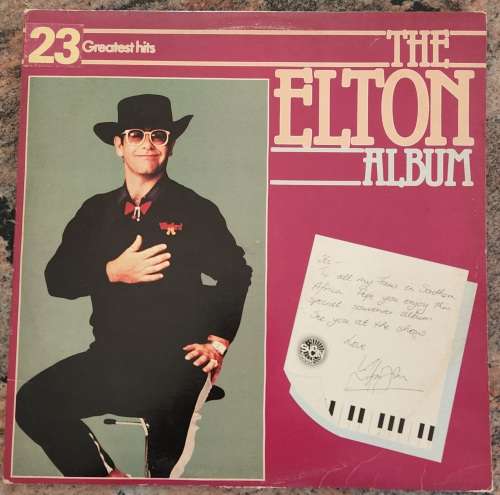 23 Greatest hits
THE
ELTON
ALBUM
To all my fans in Southern
Africa. Hope you enjoy this
special souvenir album.
See you at the shows
Love